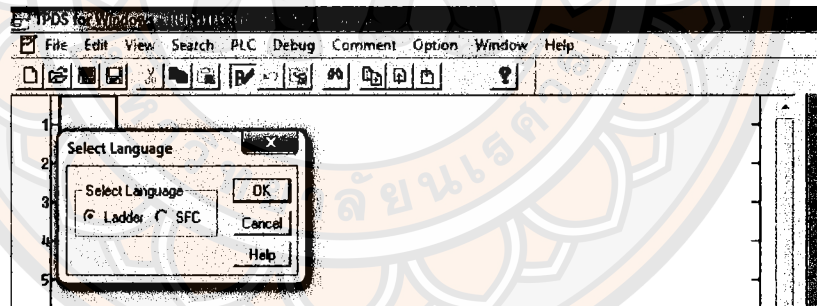 TPDS for Windows
File Edit View Search PLC Debug Comment Option Window Help
1
Select Language
2
Select Language
OK
3
Ladder SFC
Cancel
4
Help
5